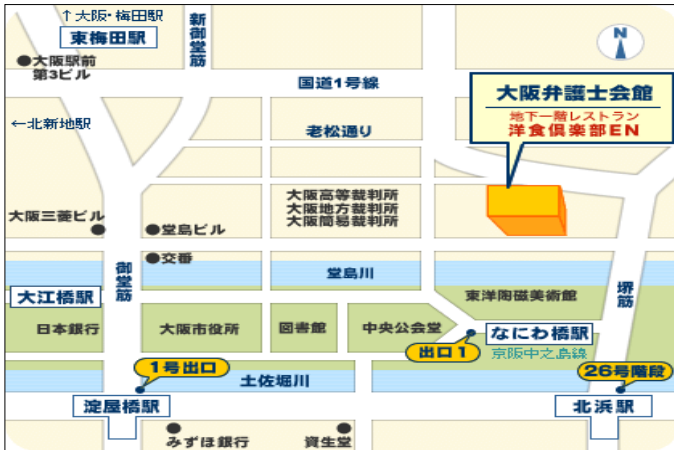 ↑大阪・梅田駅
東梅田駅
新御堂筋
N
●大阪駅前
第3ビル
国道1号線
大阪弁護士会館
地下一階レストラン
洋食倶楽部EN
←北新地駅
老松通り
大阪高等裁判所
大阪地方裁判所
大阪簡易裁判所
大阪三菱ビル
●堂島ビル
●交番
御堂筋
堂島川
堺筋
大江橋駅
東洋陶磁美術館
日本銀行
大阪市役所
図書館
中央公会堂
なにわ橋駅
出口1
京阪中之島線
1号出口
土佐堀川
26号階段
淀屋橋駅
北浜駅
みずほ銀行
資生堂